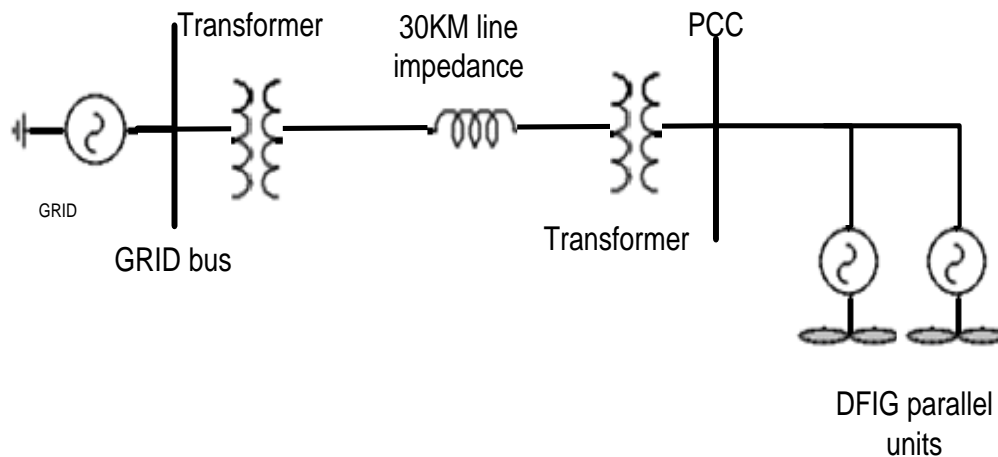 Transformer
30KM line
impedance
PCC
GRID
GRID bus
Transformer
DFIG parallel
units